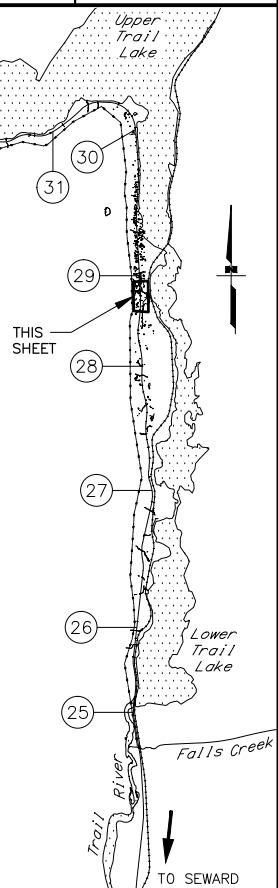 Upper
Trail
Lake
30
31
29
THIS
SHEET
28
27
26
Lower
Trail
Lake
25
Falls Creek
Trail River
TO SEWARD